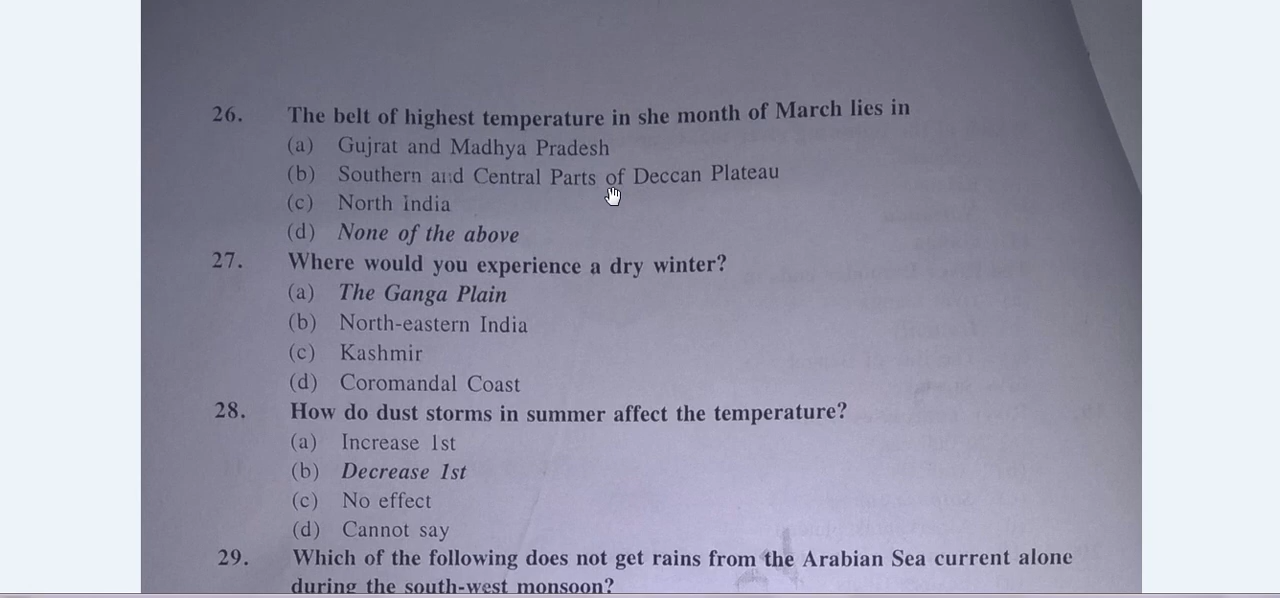 26. The belt of highest temperature in she month of March lies in
(a) Gujrat and Madhya Pradesh
(b) Southern and Central Parts of Deccan Plateau
(c) North India
(d) None of the above
27. Where would you experience a dry winter?
(a) The Ganga Plain
(b) North-eastern India
(c) Kashmir
(d) Coromandal Coast
28. How do dust storms in summer affect the temperature?
(a) Increase 1st
(b) Decrease 1st
(c) No effect
(d) Cannot say
29. Which of the following does not get rains from the Arabian Sea current alone
during the south-west monsoon?